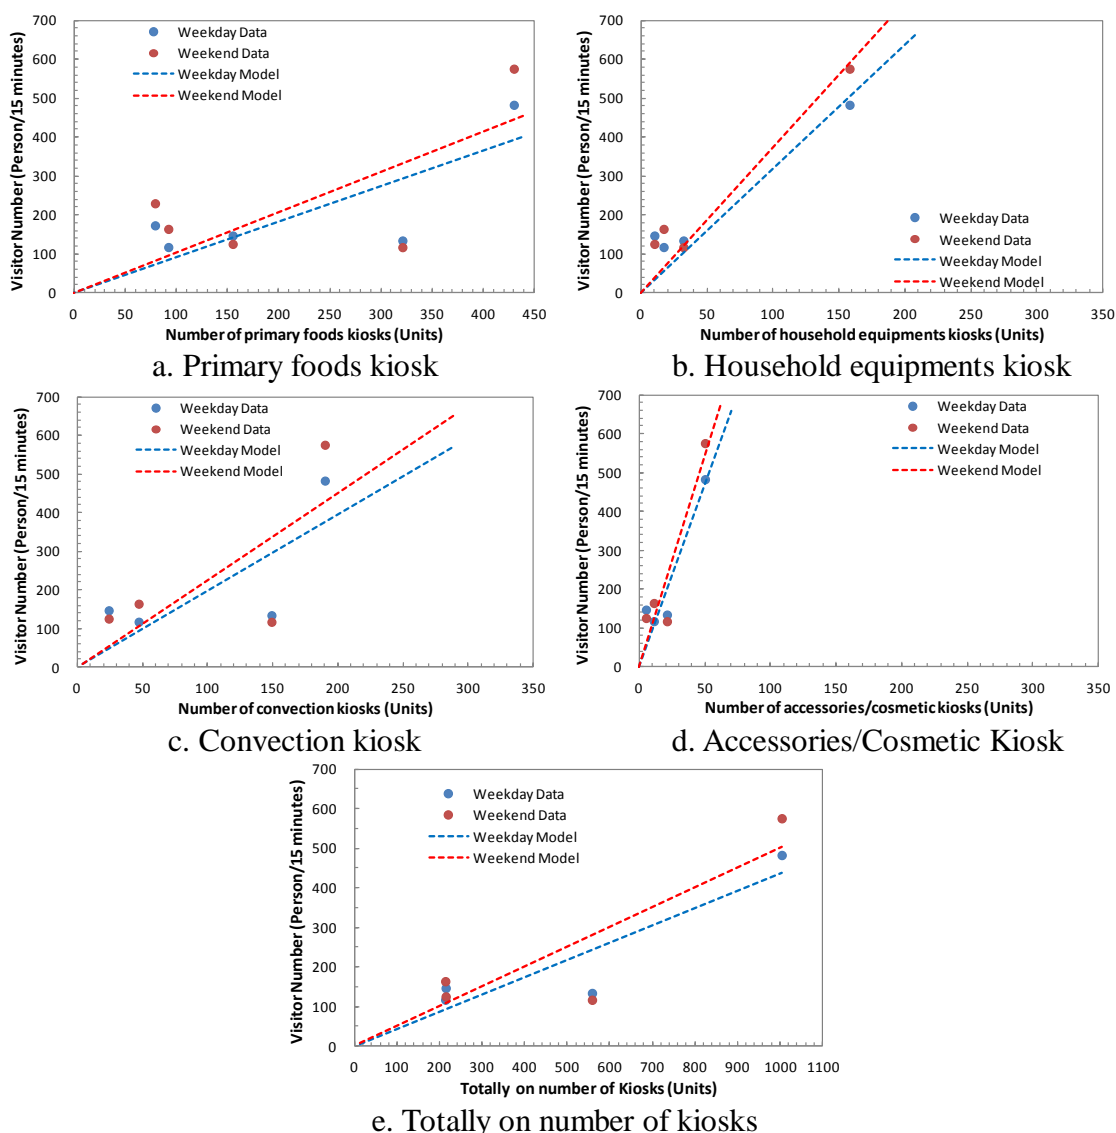 Visitor Number (Person/15 minutes)
700
600
500
400
300
200
100
0
Weekday Data
Weekend Data
Weekday Model
Weekend Model
0 50 100 150 200 250 300 350 400 450
Number of primary foods kiosks (Units)
a. Primary foods kiosk
Visitor Number (Person/15 minutes)
700
600
500
400
300
200
100
0
Weekday Data
Weekend Data
Weekday Model
Weekend Model
0 50 100 150 200 250 300 350
Number of household equipments kiosks (Units)
b. Household equipments kiosk
Visitor Number (Person/15 minutes)
700
600
500
400
300
200
100
0
Weekday Data
Weekend Data
Weekday Model
Weekend Model
0 50 100 150 200 250 300 350
Number of convection kiosks (Units)
c. Convection kiosk
Visitor Number (Person/15 minutes)
700
600
500
400
300
200
100
0
Weekday Data
Weekend Data
Weekday Model
Weekend Model
0 50 100 150 200 250 300 350
Number of accessories/cosmetic kiosks (Units)
d. Accessories/Cosmetic Kiosk
Visitor Number (Person/15 minutes)
700
600
500
400
300
200
100
0
Weekday Data
Weekend Data
Weekday Model
Weekend Model
0 100 200 300 400 500 600 700 800 900 1000 1100
Totally on number of Kiosks (Units)
e. Totally on number of kiosks